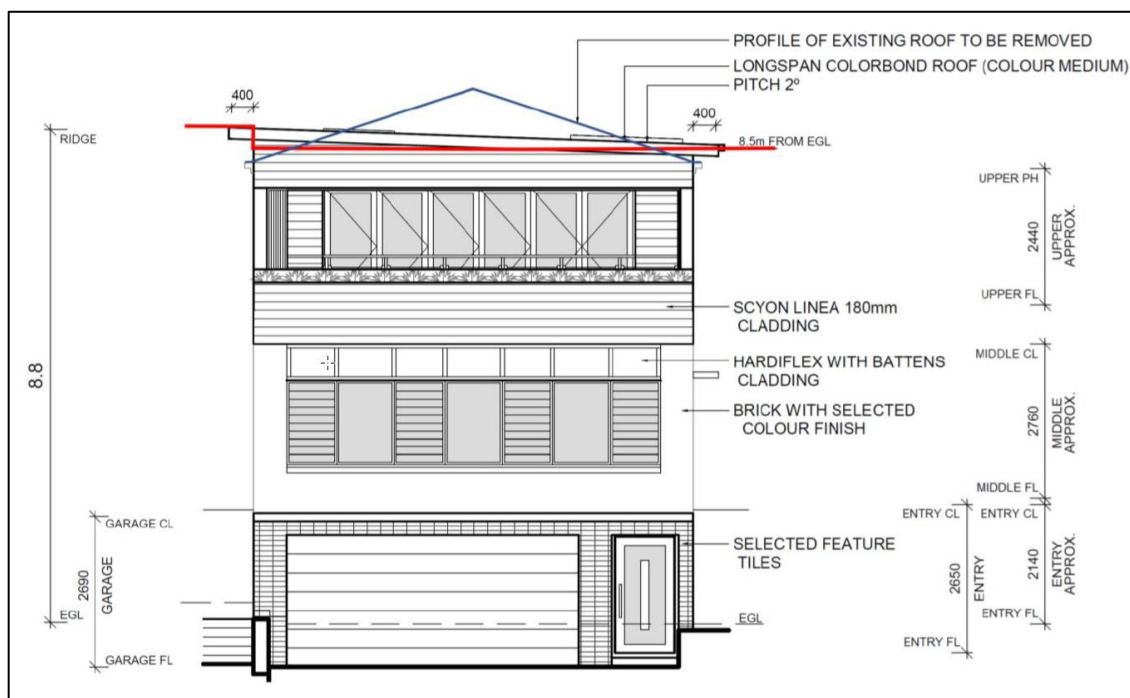 PROFILE OF EXISTING ROOF TO BE REMOVED
LONGSPAN COLORBOND ROOF (COLOUR MEDIUM)
PITCH 2º
400
400
RIDGE
8.5m FROM EGL
UPPER PH
2440
UPPER
APPROX.
UPPER FL
SCYON LINEA 180mm
CLADDING
MIDDLE CL
HARDIFLEX WITH BATTENS
CLADDING
8.8
BRICK WITH SELECTED
COLOUR FINISH
2760
MIDDLE
APPROX.
MIDDLE FL
GARAGE CL
ENTRY CL
ENTRY CL
SELECTED FEATURE
TILES
2690
GARAGE
2650
ENTRY
2140
ENTRY
APPROX.
EGL
EGL
ENTRY FL
ENTRY FL
GARAGE FL